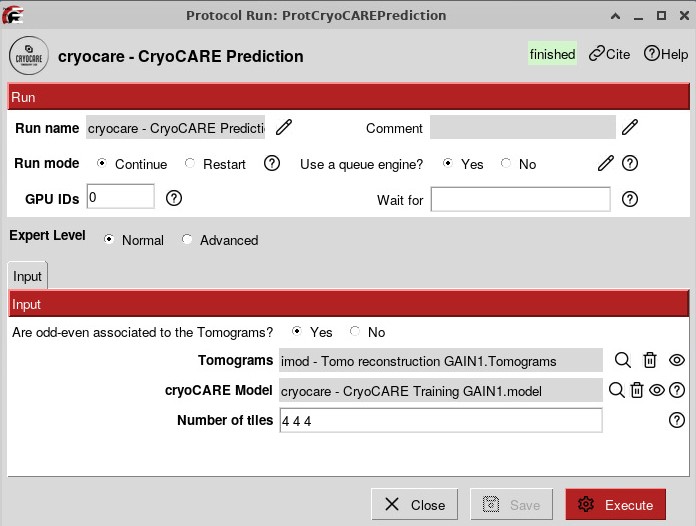 Protocol Run: ProtCryoCAREPrediction
CRYOCARE
cryocare - CryoCARE Prediction
finished
Cite
Help
Run
Run name cryocare - CryoCARE Predicti Comment
Run mode Continue Restart Use a queue engine? Yes No
GPU IDs 0 Wait for
Expert Level Normal Advanced
Input
Input
Are odd-even associated to the Tomograms? Yes No
Tomograms imod - Tomo reconstruction GAIN1.Tomograms
cryoCARE Model cryocare - CryoCARE Training GAIN1.model
Number of tiles 4 4 4
Close Save Execute